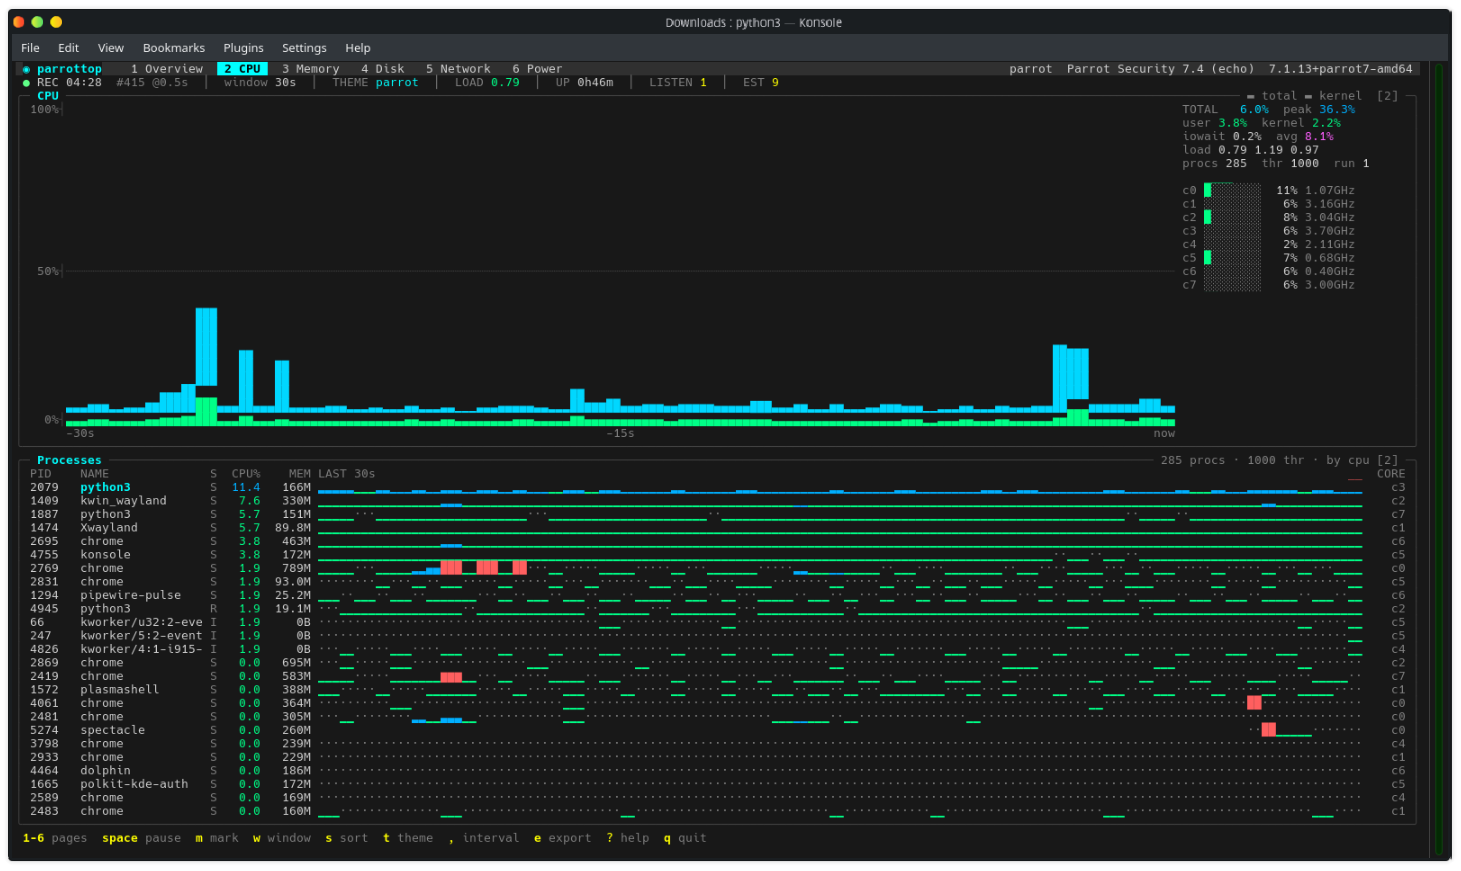 Downloads : python3 — Konsole
File Edit View Bookmarks Plugins Settings Help
◉ parrottop 1 Overview 2 CPU 3 Memory 4 Disk 5 Network 6 Power parrot Parrot Security 7.4 (echo) 7.1.13+parrot7-amd64
● REC 04:28 #415 @0.5s │ window 30s │ THEME parrot │ LOAD 0.79 │ UP 0h46m │ LISTEN 1 │ EST 9
CPU ▬ total ▬ kernel [2]
100%
TOTAL 6.0% peak 36.3%
user 3.8% kernel 2.2%
iowait 0.2% avg 8.1%
load 0.79 1.19 0.97
procs 285 thr 1000 run 1
c0 11% 1.07GHz
c1 6% 3.16GHz
c2 8% 3.04GHz
c3 6% 3.70GHz
c4 2% 2.11GHz
c5 7% 0.68GHz
c6 6% 0.40GHz
c7 6% 3.00GHz
50%
0%
-30s -15s now
Processes 285 procs · 1000 thr · by cpu [2]
PID NAME S CPU% MEM LAST 30s CORE
2079 python3 S 11.4 166M c3
1409 kwin_wayland S 7.6 330M c2
1887 python3 S 5.7 151M c7
1474 Xwayland S 5.7 89.8M c1
2695 chrome S 3.8 463M c6
4755 konsole S 3.8 172M c5
2769 chrome S 1.9 789M c0
2831 chrome S 1.9 93.0M c5
1294 pipewire-pulse S 1.9 25.2M c6
4945 python3 R 1.9 19.1M c2
66 kworker/u32:2-eve I 1.9 0B c5
247 kworker/5:2-event I 1.9 0B c5
4826 kworker/4:1-i915- I 1.9 0B c4
2869 chrome S 0.0 695M c2
2419 chrome S 0.0 583M c7
1572 plasmashell S 0.0 388M c1
4061 chrome S 0.0 364M c0
2481 chrome S 0.0 305M c0
5274 spectacle S 0.0 260M c0
3798 chrome S 0.0 239M c4
2933 chrome S 0.0 229M c1
4464 dolphin S 0.0 186M c6
1665 polkit-kde-auth S 0.0 172M c5
2589 chrome S 0.0 169M c4
2483 chrome S 0.0 160M c1
1-6 pages space pause m mark w window s sort t theme , interval e export ? help q quit